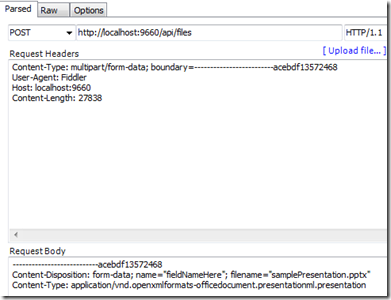 Parsed Raw Options
POST http://localhost:9660/api/files HTTP/1.1
Request Headers [ Upload file... ]
Content-Type: multipart/form-data; boundary=-------------------------acebdf13572468
User-Agent: Fiddler
Host: localhost:9660
Content-Length: 27838
Request Body
---------------------------acebdf13572468
Content-Disposition: form-data; name="fieldNameHere"; filename="samplePresentation.pptx"
Content-Type: application/vnd.openxmlformats-officedocument.presentationml.presentation